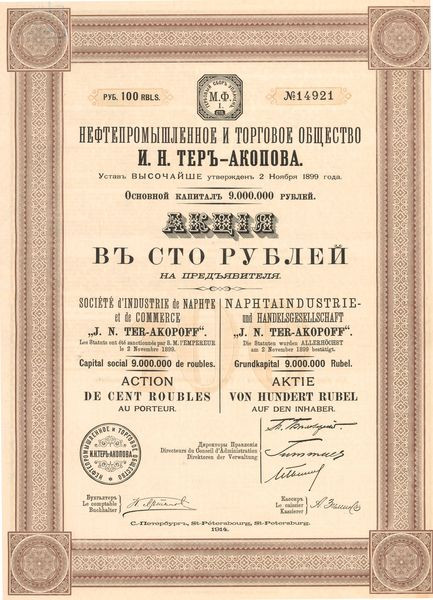 РУБ. 100 RBLS.
М.Ф.
I.
№14921
НЕФТЕПРОМЫШЛЕННОЕ И ТОРГОВОЕ ОБЩЕСТВО
И. Н. ТЕРЪ-АКОПОВА.
Уставъ ВЫСОЧАЙШЕ утвержденъ 2 Ноября 1899 года.
ОСНОВНОЙ КАПИТАЛЪ 9.000.000 РУБЛЕЙ.
АКЦІЯ
ВЪ СТО РУБЛЕЙ
НА ПРЕДЪЯВИТЕЛЯ.
SOCIÉTÉ d'INDUSTRIE de NAPHTE
et de COMMERCE
„J. N. TER-AKOPOFF".
Les Statuts ont été sanctionnés par S. M. l'EMPEREUR
le 2 Novembre 1899.
Capital social 9.000.000 de roubles.
ACTION
DE CENT ROUBLES
AU PORTEUR.
NAPHTAINDUSTRIE-
und HANDELSGESELLSCHAFT
„J. N. TER-AKOPOFF".
Die Statuten wurden ALLERHÖCHST
am 2 November 1899 bestätigt.
Grundkapital 9.000.000 Rubel.
AKTIE
VON HUNDERT RUBEL
AUF DEN INHABER.
НЕФТЕПРОМЫШЛЕННОЕ И ТОРГОВОЕ ОБЩЕСТВО
И.Н.ТЕРЪ-АКОПОВА.
Директоры Правленія
Directeurs du Conseil d'Administration
Direktoren der Verwaltung
Бухгалтеръ
Le comptable
Buchhalter
Кассиръ
Le caissier
Kassierer
С.-Петербургъ, St-Pétersbourg, St-Petersburg.
1914.